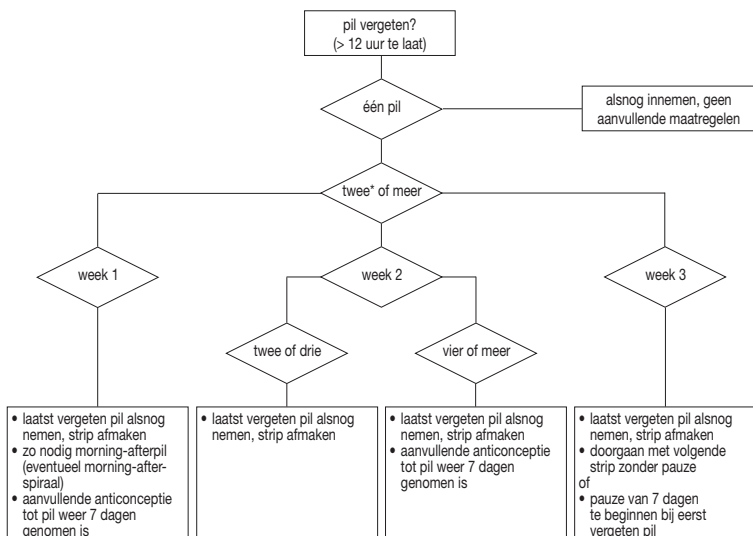 pil vergeten?
(> 12 uur te laat)
één pil
alsnog innemen, geen
aanvullende maatregelen
twee* of meer
week 1
week 2
week 3
twee of drie
vier of meer
• laatst vergeten pil alsnog
nemen, strip afmaken
• zo nodig morning-afterpil
(eventueel morning-after-
spiraal)
• aanvullende anticonceptie
tot pil weer 7 dagen
genomen is
• laatst vergeten pil alsnog
nemen, strip afmaken
• laatst vergeten pil alsnog
nemen, strip afmaken
• aanvullende anticonceptie
tot pil weer 7 dagen
genomen is
• laatst vergeten pil alsnog
nemen, strip afmaken
• doorgaan met volgende
strip zonder pauze
of
• pauze van 7 dagen
te beginnen bij eerst
vergeten pil